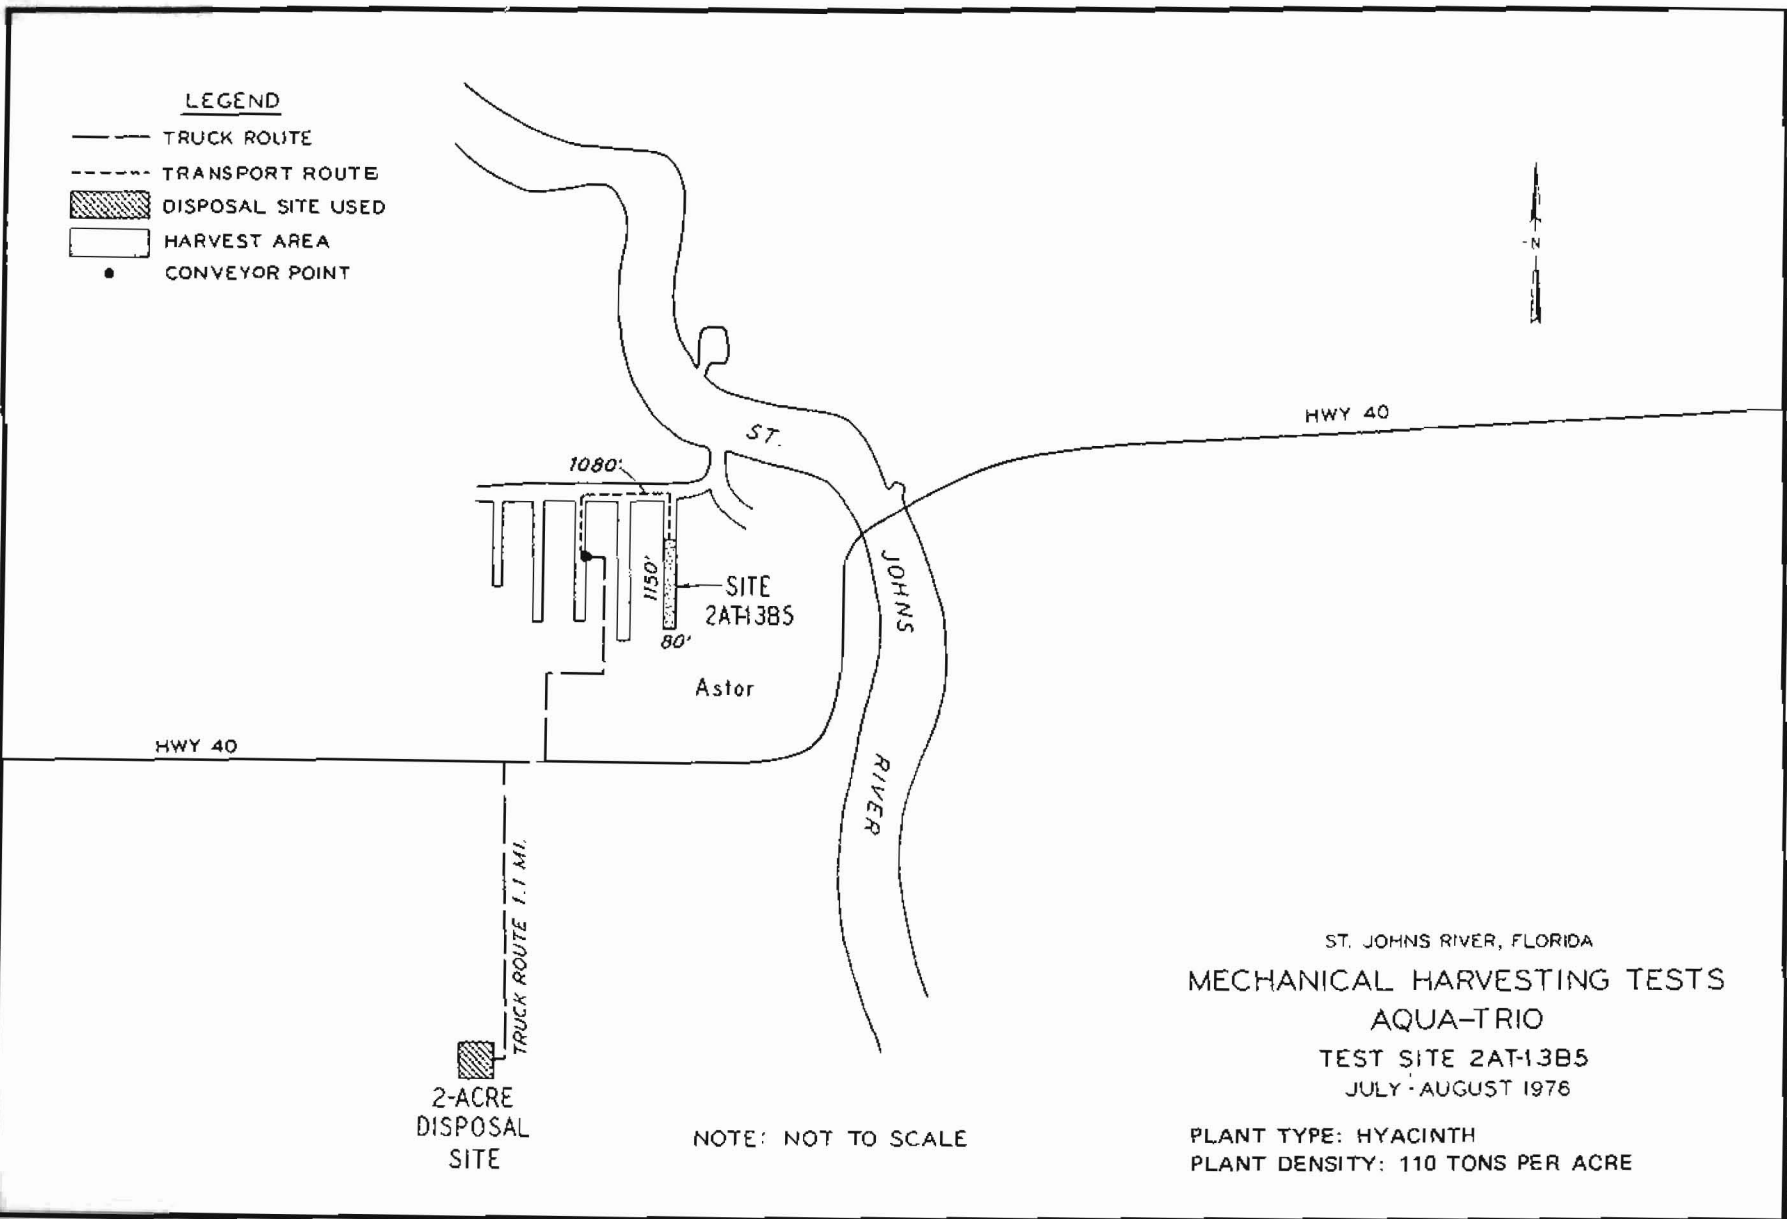 LEGEND
TRUCK ROUTE
TRANSPORT ROUTE
DISPOSAL SITE USED
HARVEST AREA
CONVEYOR POINT
N
HWY 40
ST.
JOHNS
RIVER
1080'
1150'
80'
SITE
2AT-13B5
Astor
HWY 40
TRUCK ROUTE 1.1 MI.
2-ACRE
DISPOSAL
SITE
NOTE: NOT TO SCALE
ST. JOHNS RIVER, FLORIDA
MECHANICAL HARVESTING TESTS
AQUA-TRIO
TEST SITE 2AT-13B5
JULY - AUGUST 1976
PLANT TYPE: HYACINTH
PLANT DENSITY: 110 TONS PER ACRE